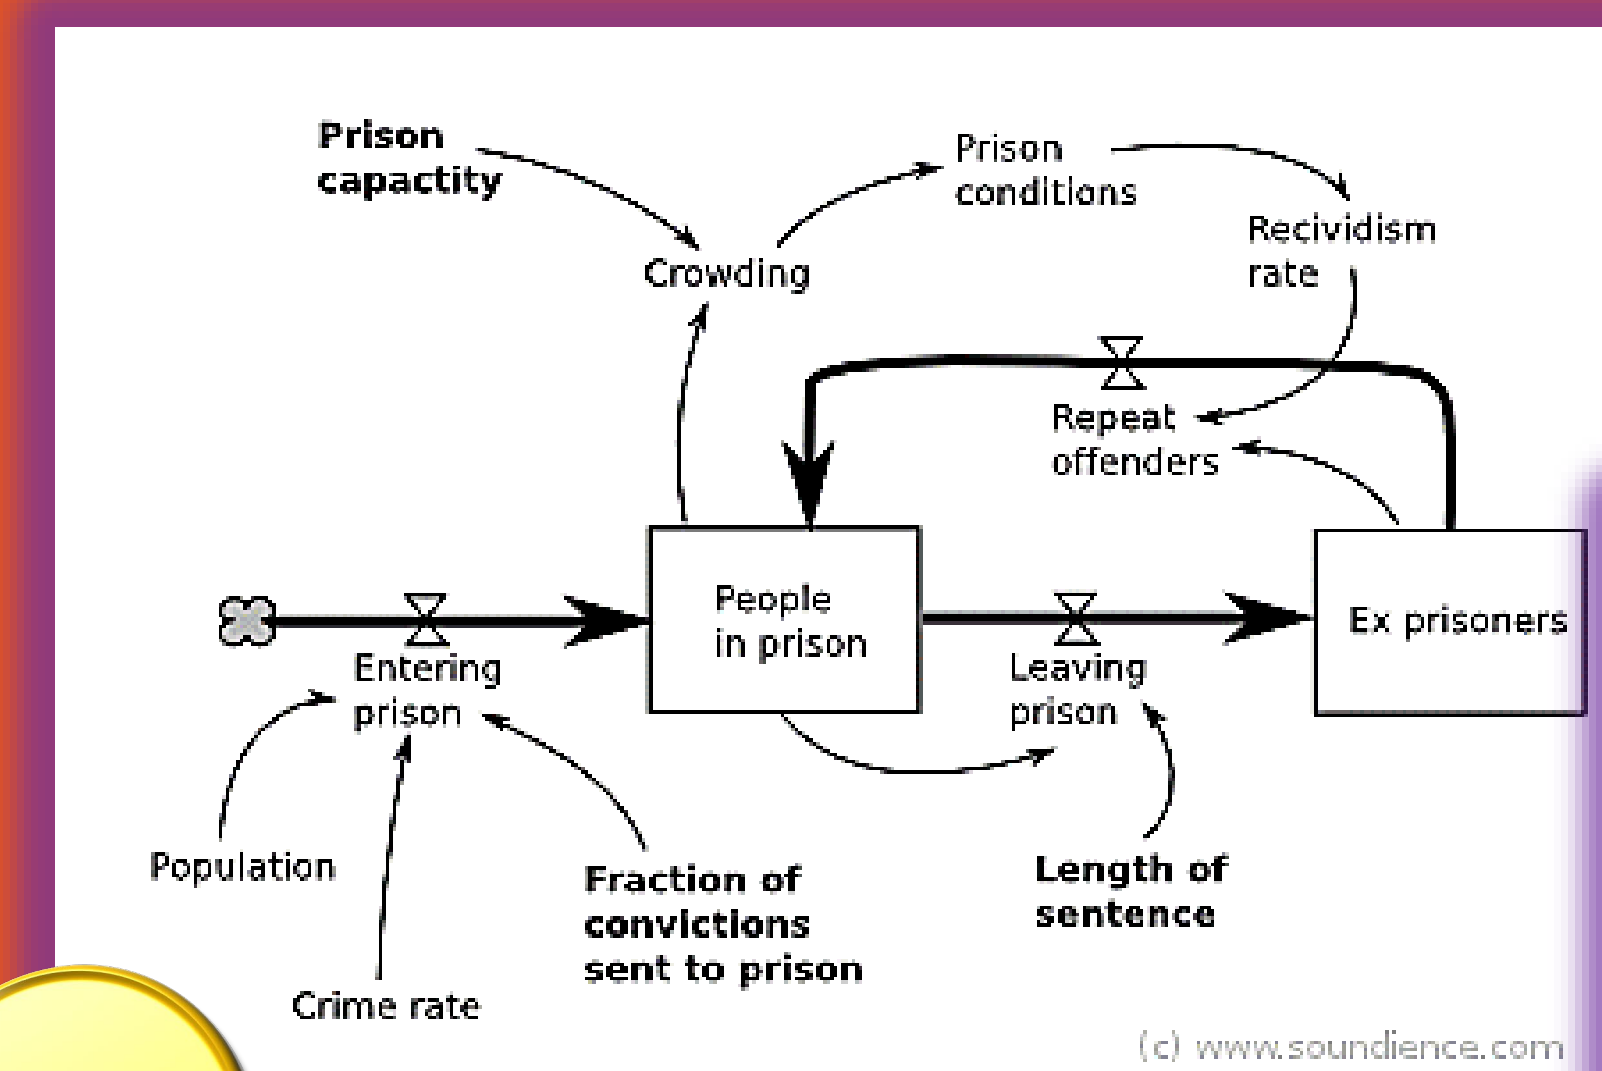 Prison
capactity
Prison
conditions
Recividism
rate
Crowding
Repeat
offenders
People
in prison
Ex prisoners
Entering
prison
Leaving
prison
Population
Fraction of
convictions
sent to prison
Length of
sentence
Crime rate
(c) www.soundience.com